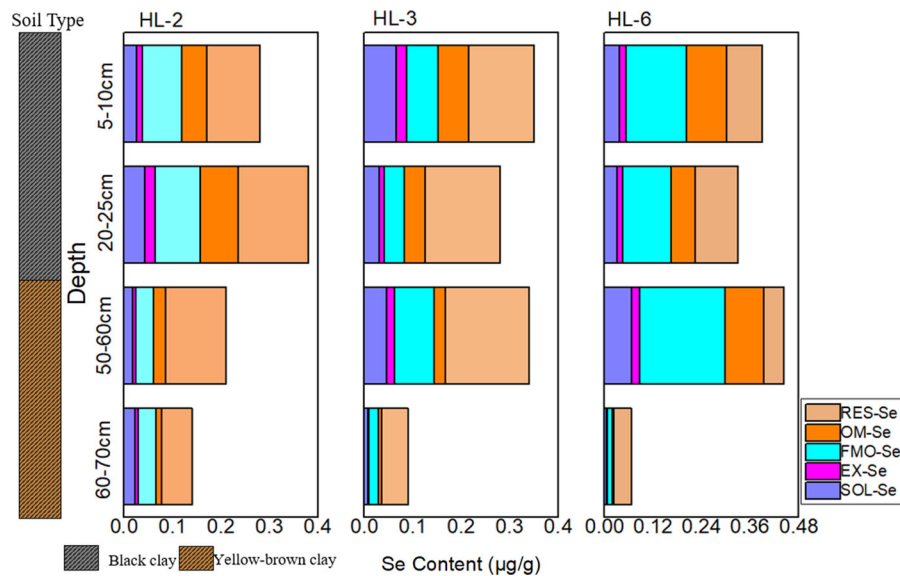 Soil Type
HL-2
HL-3
HL-6
Depth
5-10cm
20-25cm
50-60cm
60-70cm
RES-Se
OM-Se
FMO-Se
EX-Se
SOL-Se
0.0 0.1 0.2 0.3 0.4
0.0 0.1 0.2 0.3 0.4
0.00 0.12 0.24 0.36 0.48
Black clay
Yellow-brown clay
Se Content (μg/g)